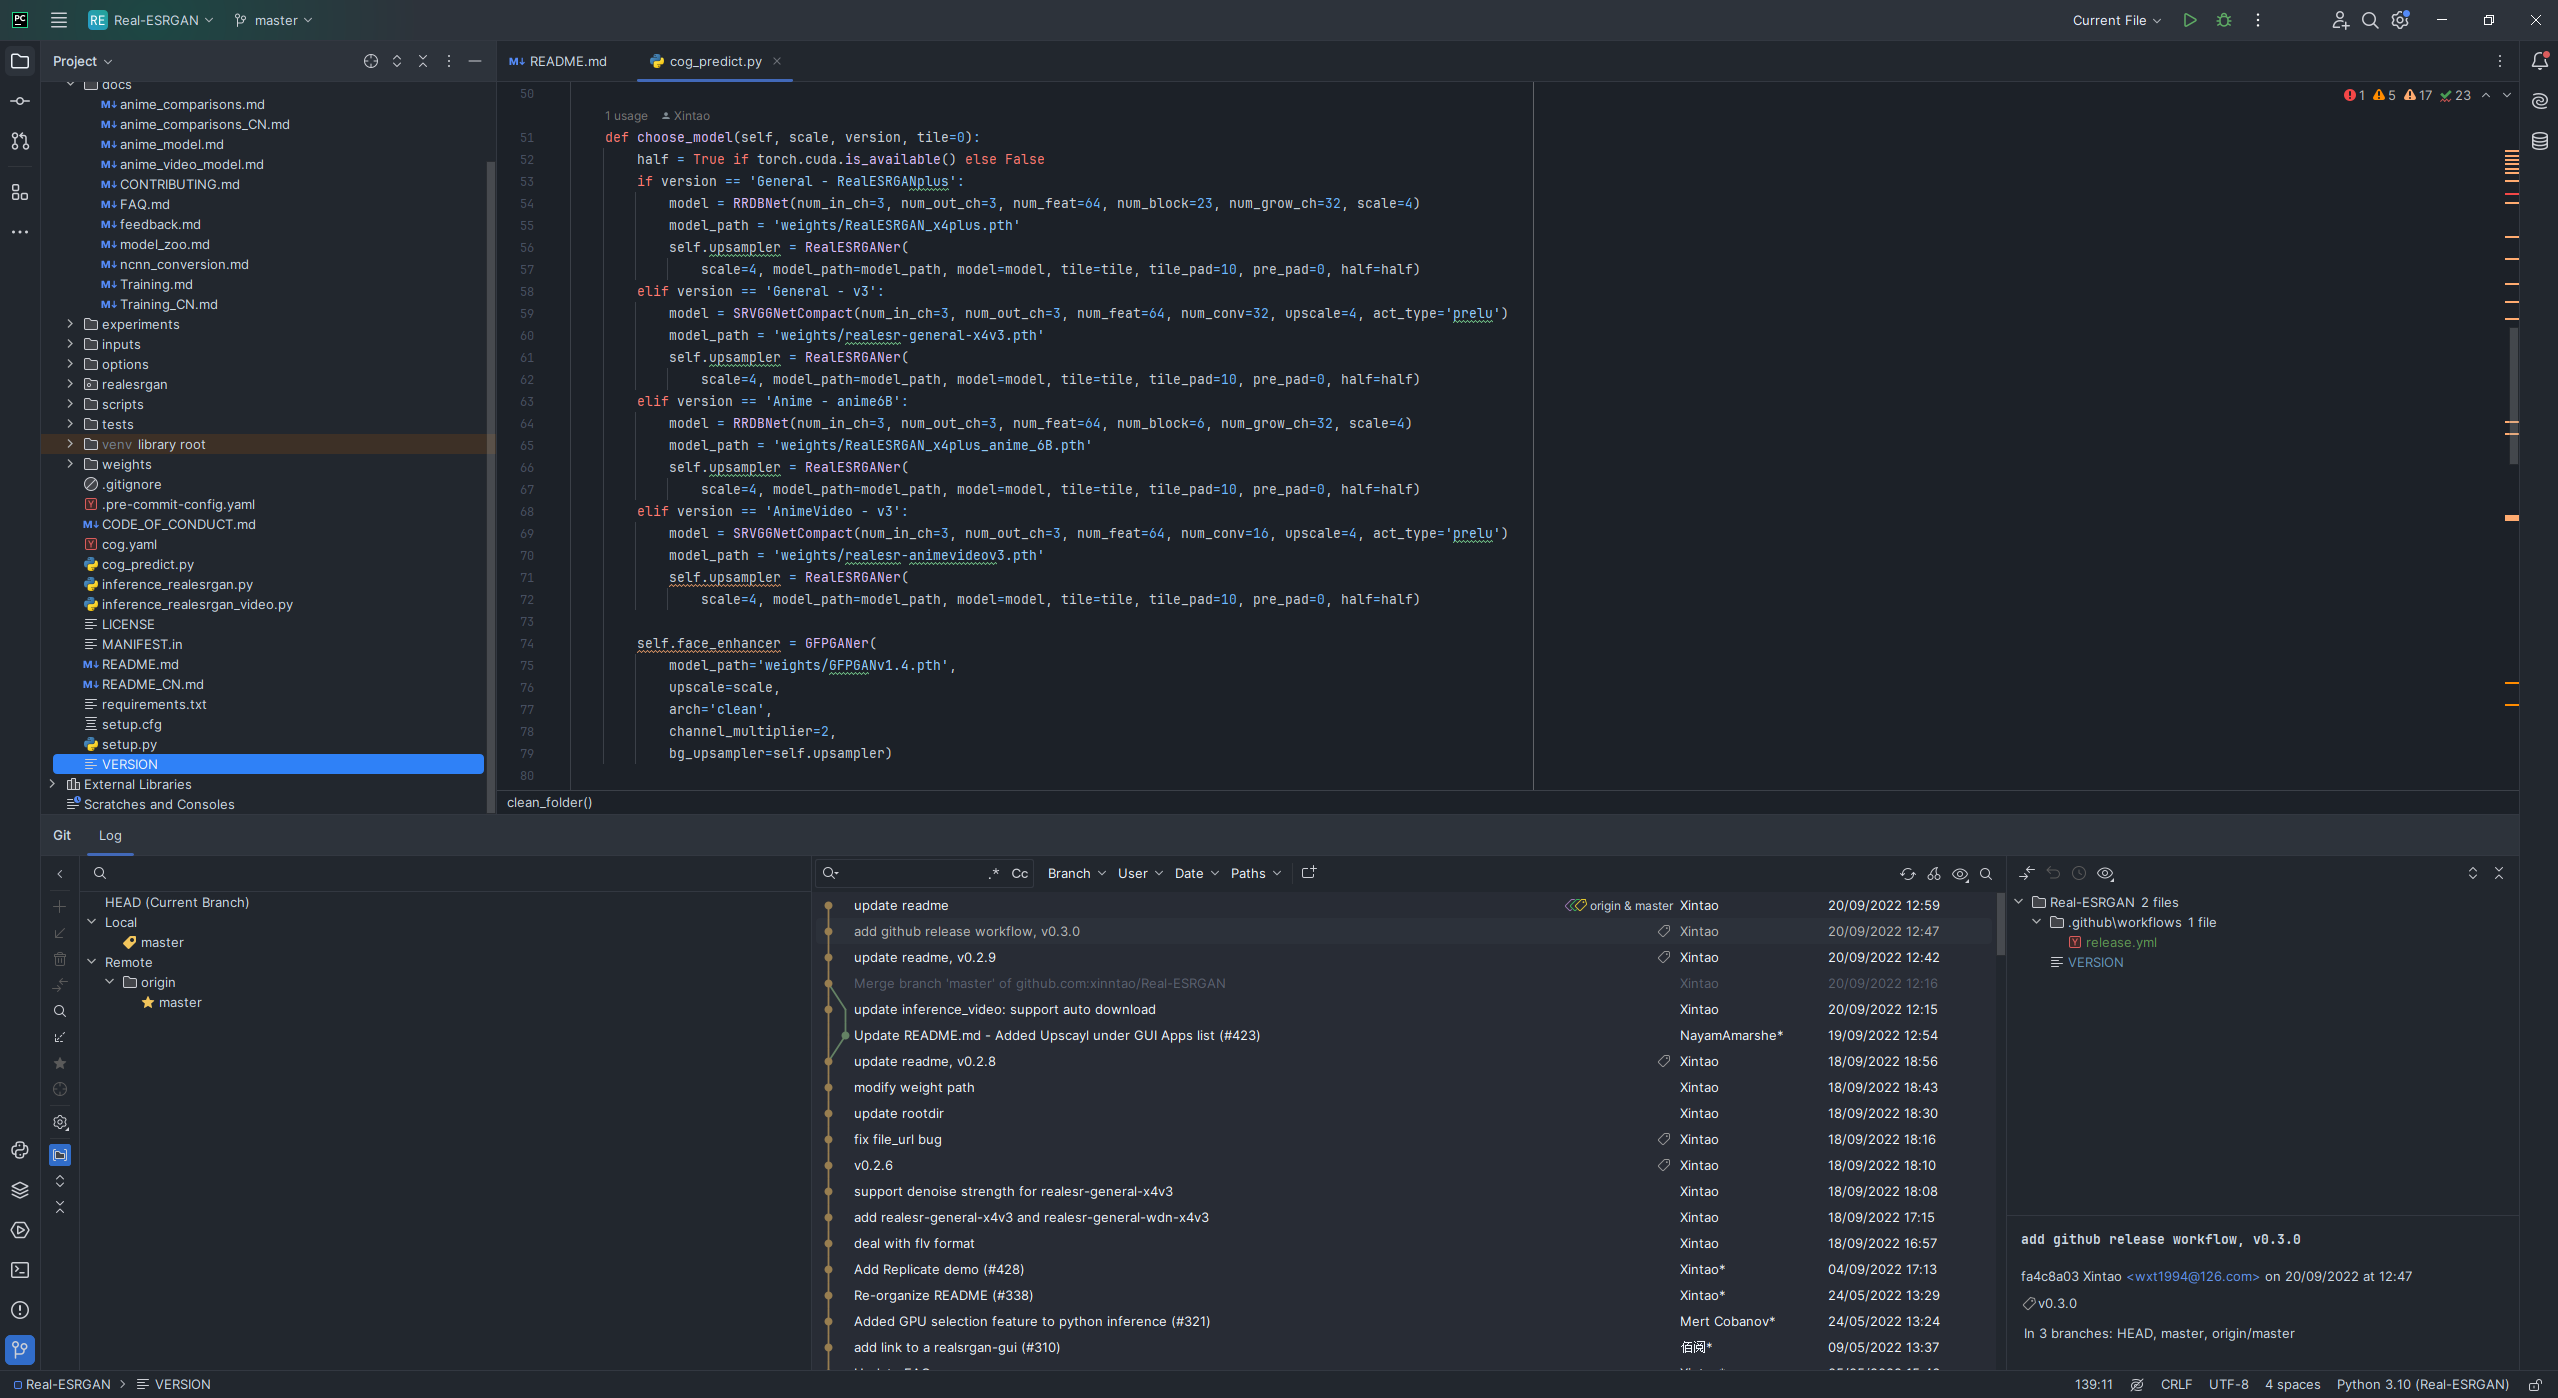 PC RE Real-ESRGAN master Current File
Project
README.md cog_predict.py
docs
anime_comparisons.md
anime_comparisons_CN.md
anime_model.md
anime_video_model.md
CONTRIBUTING.md
FAQ.md
feedback.md
model_zoo.md
ncnn_conversion.md
Training.md
Training_CN.md
experiments
inputs
options
realesrgan
scripts
tests
venv library root
weights
.gitignore
.pre-commit-config.yaml
CODE_OF_CONDUCT.md
cog.yaml
cog_predict.py
inference_realesrgan.py
inference_realesrgan_video.py
LICENSE
MANIFEST.in
README.md
README_CN.md
requirements.txt
setup.cfg
setup.py
VERSION
External Libraries
Scratches and Consoles
1 5 17 23
50
1 usage Xintao
51 def choose_model(self, scale, version, tile=0):
52 half = True if torch.cuda.is_available() else False
53 if version == 'General - RealESRGANplus':
54 model = RRDBNet(num_in_ch=3, num_out_ch=3, num_feat=64, num_block=23, num_grow_ch=32, scale=4)
55 model_path = 'weights/RealESRGAN_x4plus.pth'
56 self.upsampler = RealESRGANer(
57 scale=4, model_path=model_path, model=model, tile=tile, tile_pad=10, pre_pad=0, half=half)
58 elif version == 'General - v3':
59 model = SRVGGNetCompact(num_in_ch=3, num_out_ch=3, num_feat=64, num_conv=32, upscale=4, act_type='prelu')
60 model_path = 'weights/realesr-general-x4v3.pth'
61 self.upsampler = RealESRGANer(
62 scale=4, model_path=model_path, model=model, tile=tile, tile_pad=10, pre_pad=0, half=half)
63 elif version == 'Anime - anime6B':
64 model = RRDBNet(num_in_ch=3, num_out_ch=3, num_feat=64, num_block=6, num_grow_ch=32, scale=4)
65 model_path = 'weights/RealESRGAN_x4plus_anime_6B.pth'
66 self.upsampler = RealESRGANer(
67 scale=4, model_path=model_path, model=model, tile=tile, tile_pad=10, pre_pad=0, half=half)
68 elif version == 'AnimeVideo - v3':
69 model = SRVGGNetCompact(num_in_ch=3, num_out_ch=3, num_feat=64, num_conv=16, upscale=4, act_type='prelu')
70 model_path = 'weights/realesr-animevideov3.pth'
71 self.upsampler = RealESRGANer(
72 scale=4, model_path=model_path, model=model, tile=tile, tile_pad=10, pre_pad=0, half=half)
73
74 self.face_enhancer = GFPGANer(
75 model_path='weights/GFPGANv1.4.pth',
76 upscale=scale,
77 arch='clean',
78 channel_multiplier=2,
79 bg_upsampler=self.upsampler)
80
clean_folder()
Git Log
HEAD (Current Branch)
Local
master
Remote
origin
master
.* Cc Branch User Date Paths
update readme origin & master Xintao 20/09/2022 12:59
add github release workflow, v0.3.0 Xintao 20/09/2022 12:47
update readme, v0.2.9 Xintao 20/09/2022 12:42
Merge branch 'master' of github.com:xinntao/Real-ESRGAN Xintao 20/09/2022 12:16
update inference_video: support auto download Xintao 20/09/2022 12:15
Update README.md - Added Upscayl under GUI Apps list (#423) NayamAmarshe* 19/09/2022 12:54
update readme, v0.2.8 Xintao 18/09/2022 18:56
modify weight path Xintao 18/09/2022 18:43
update rootdir Xintao 18/09/2022 18:30
fix file_url bug Xintao 18/09/2022 18:16
v0.2.6 Xintao 18/09/2022 18:10
support denoise strength for realesr-general-x4v3 Xintao 18/09/2022 18:08
add realesr-general-x4v3 and realesr-general-wdn-x4v3 Xintao 18/09/2022 17:15
deal with flv format Xintao 18/09/2022 16:57
Add Replicate demo (#428) Xintao* 04/09/2022 17:13
Re-organize README (#338) Xintao* 24/05/2022 13:29
Added GPU selection feature to python inference (#321) Mert Cobanov* 24/05/2022 13:24
add link to a realsrgan-gui (#310) 09/05/2022 13:37
Real-ESRGAN 2 files
.github\workflows 1 file
release.yml
VERSION
add github release workflow, v0.3.0
fa4c8a03 Xintao <wxt1994@126.com> on 20/09/2022 at 12:47
v0.3.0
In 3 branches: HEAD, master, origin/master
Real-ESRGAN VERSION 139:11 CRLF UTF-8 4 spaces Python 3.10 (Real-ESRGAN)